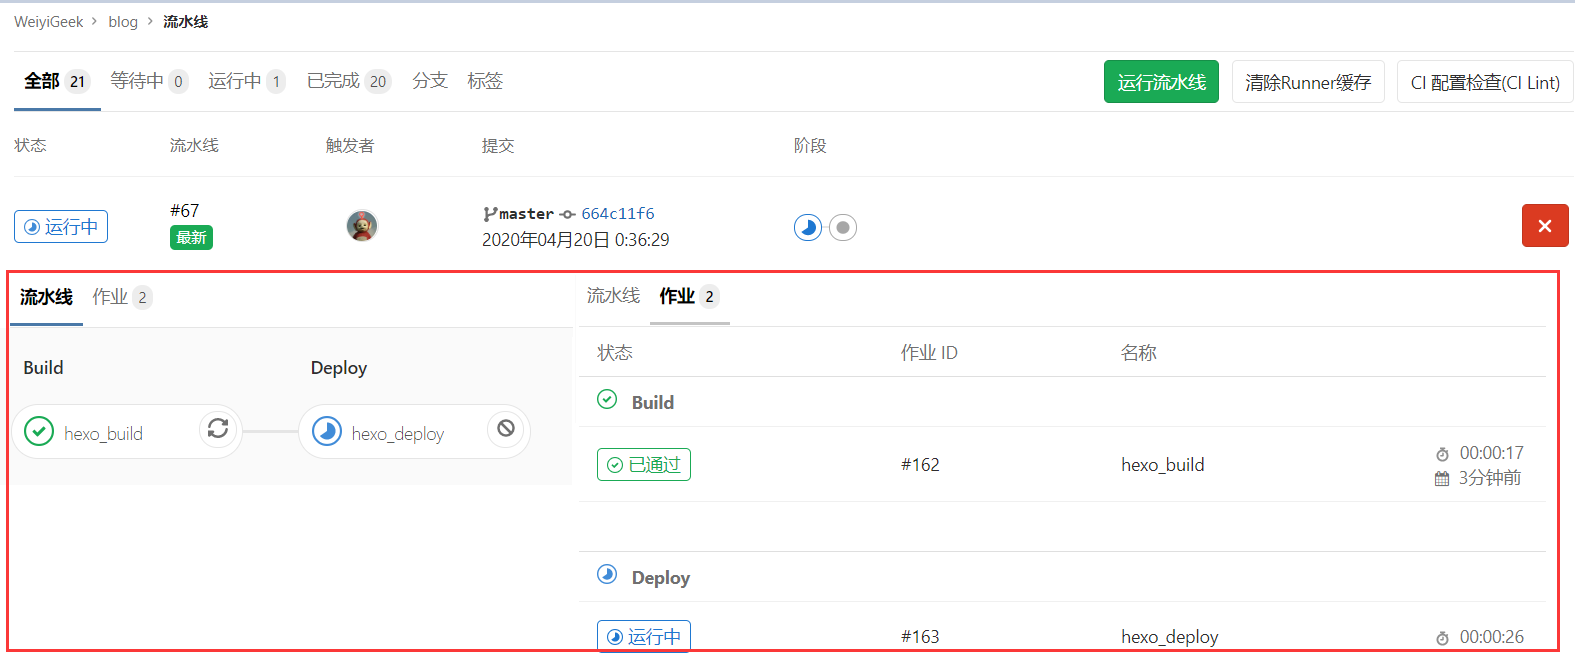 WeiyiGeek > blog > 流水线
全部 21 等待中 0 运行中 1 已完成 20 分支 标签
运行流水线 清除Runner缓存 CI 配置检查(CI Lint)
状态 流水线 触发者 提交 阶段
运行中 #67 最新
master 664c11f6
2020年04月20日 0:36:29
流水线 作业 2
Build Deploy
hexo_build hexo_deploy
流水线 作业 2
状态 作业 ID 名称
Build
已通过 #162 hexo_build 00:00:17
3分钟前
Deploy
运行中 #163 hexo_deploy 00:00:26